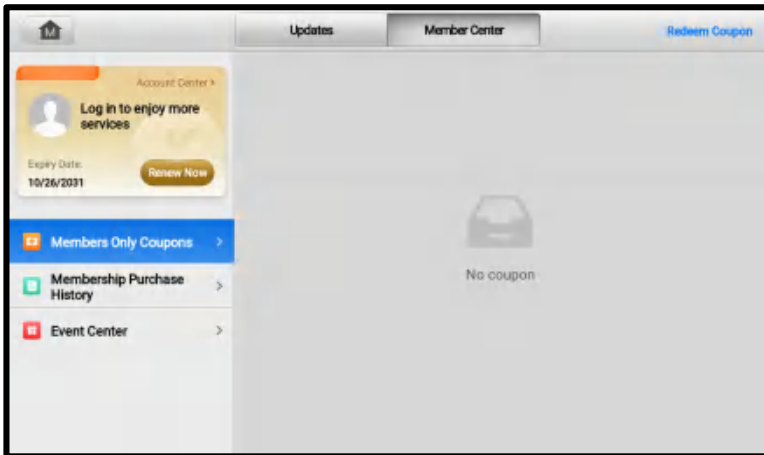 M
Updates
Member Center
Redeem Coupon
Account Center >
Log in to enjoy more
services
Expiry Date:
10/26/2031
Renew Now
Members Only Coupons >
Membership Purchase
History >
Event Center >
No coupon